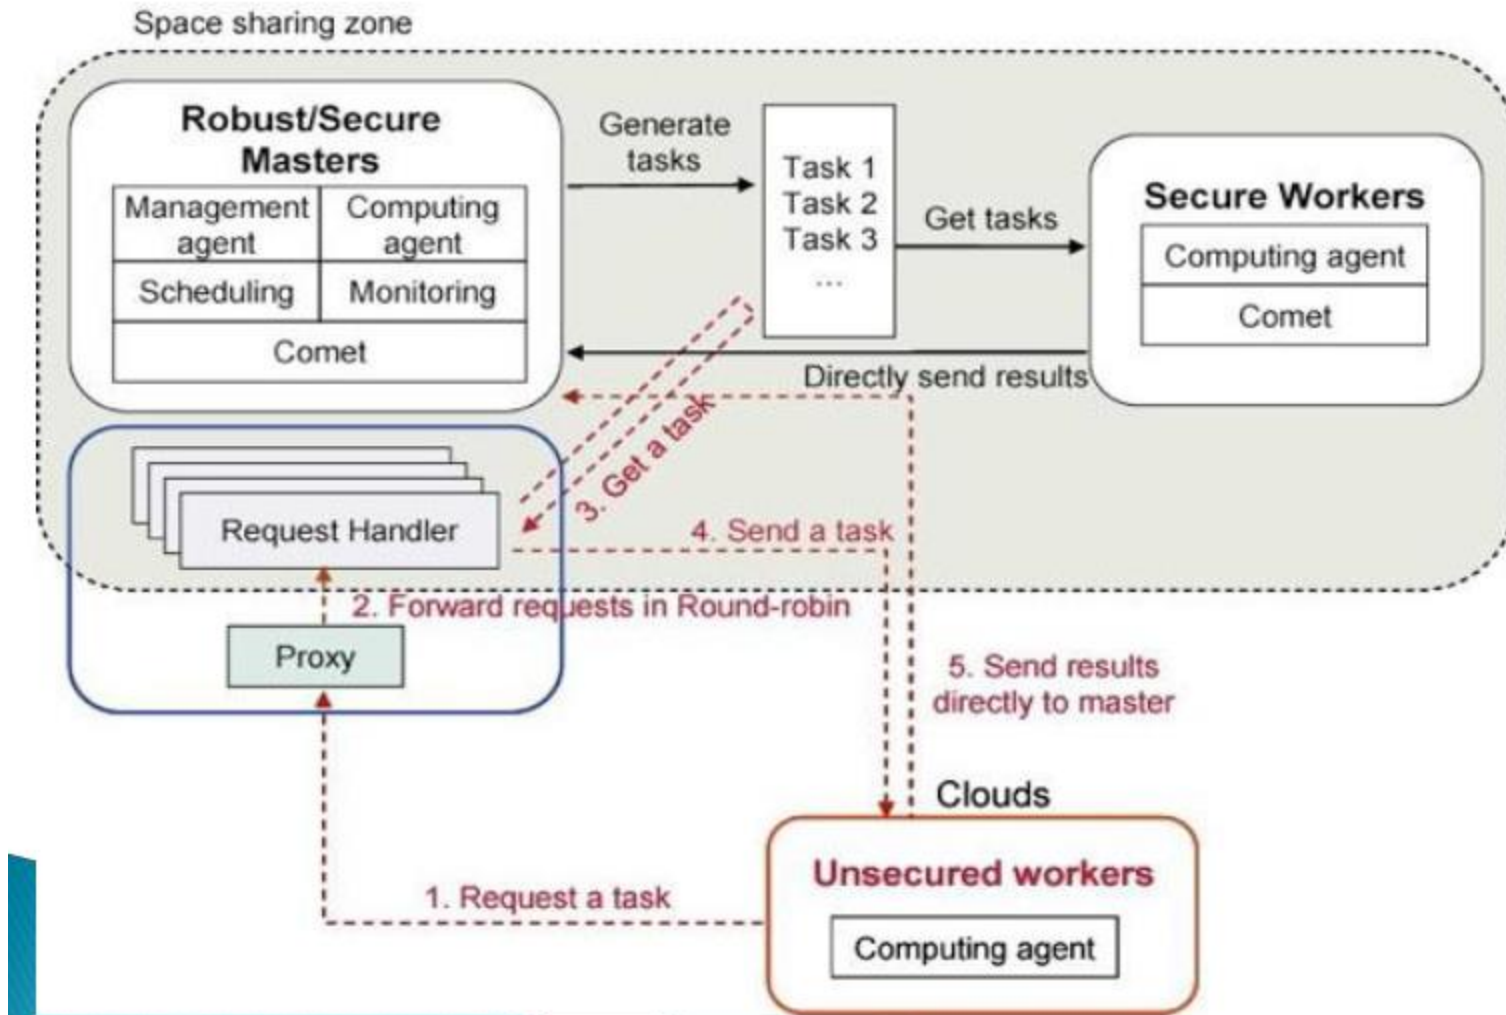 Space sharing zone
Robust/Secure
Masters
Management
agent
Computing
agent
Scheduling
Monitoring
Comet
Generate
tasks
Task 1
Task 2
Task 3
...
Get tasks
Secure Workers
Computing agent
Comet
Directly send results
3. Get a task
Request Handler
4. Send a task
2. Forward requests in Round-robin
Proxy
5. Send results
directly to master
Clouds
Unsecured workers
1. Request a task
Computing agent